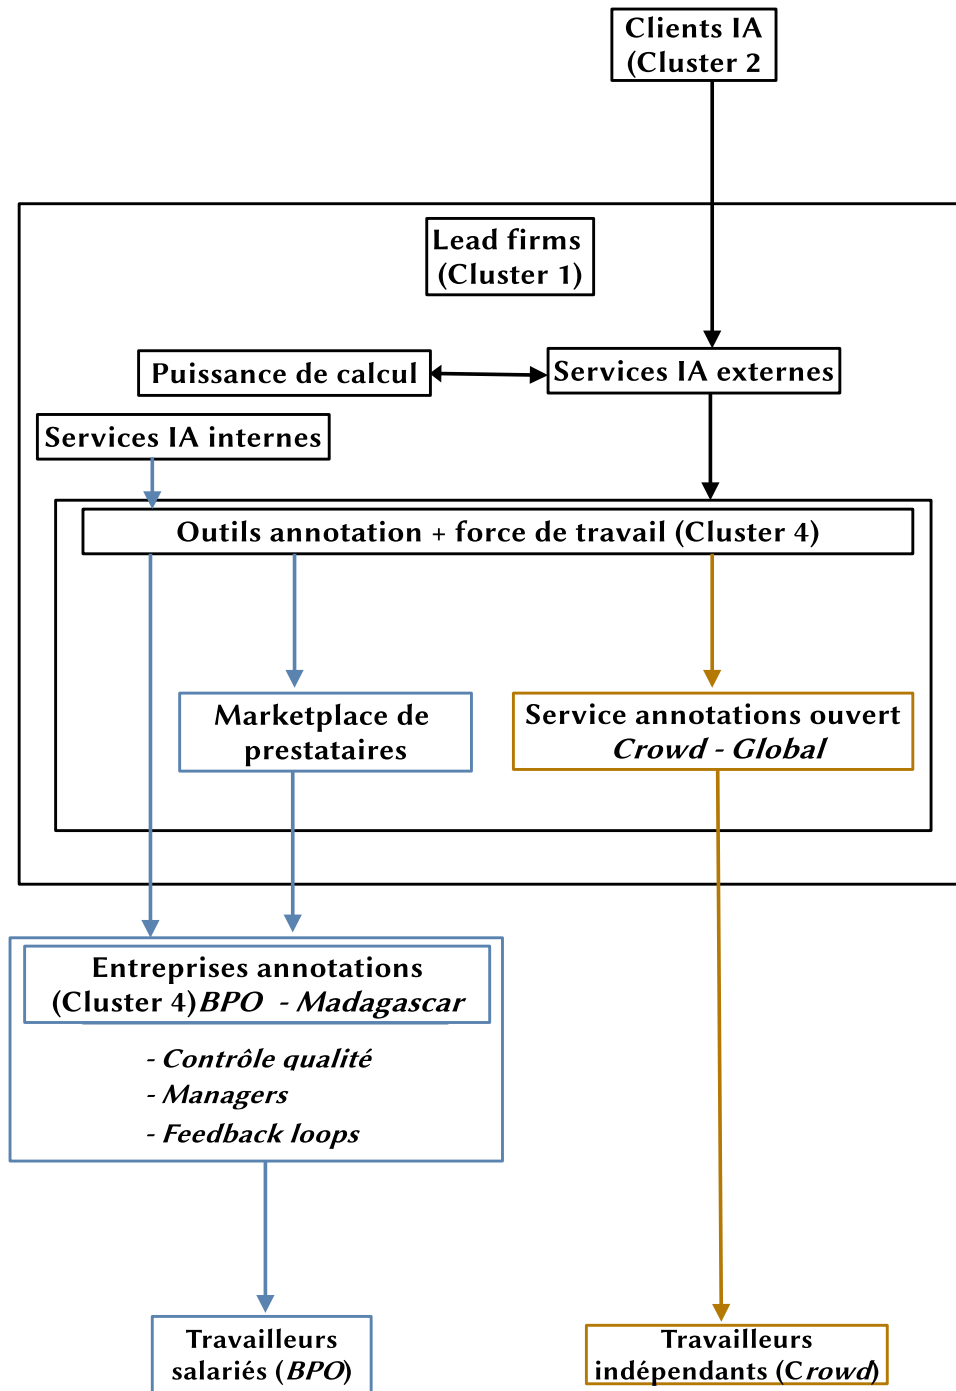 Clients IA
(Cluster 2
Lead firms
(Cluster 1)
Puissance de calcul
Services IA externes
Services IA internes
Outils annotation + force de travail (Cluster 4)
Marketplace de
prestataires
Service annotations ouvert
Crowd - Global
Entreprises annotations
(Cluster 4) BPO - Madagascar
- Contrôle qualité
- Managers
- Feedback loops
Travailleurs
salariés (BPO)
Travailleurs
indépendants (Crowd)